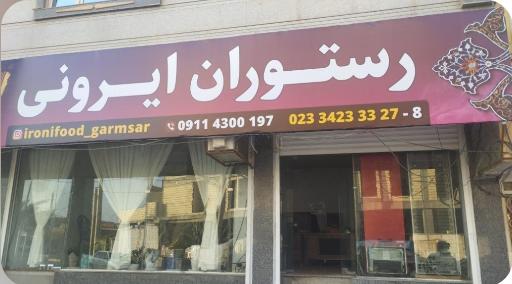 رستوران ایرونی
ironifood_garmsar 0911 4300 197 023 3423 33 27 - 8